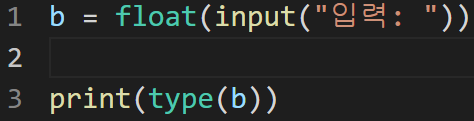 1 b = float(input("입력: "))
2
3 print(type(b))